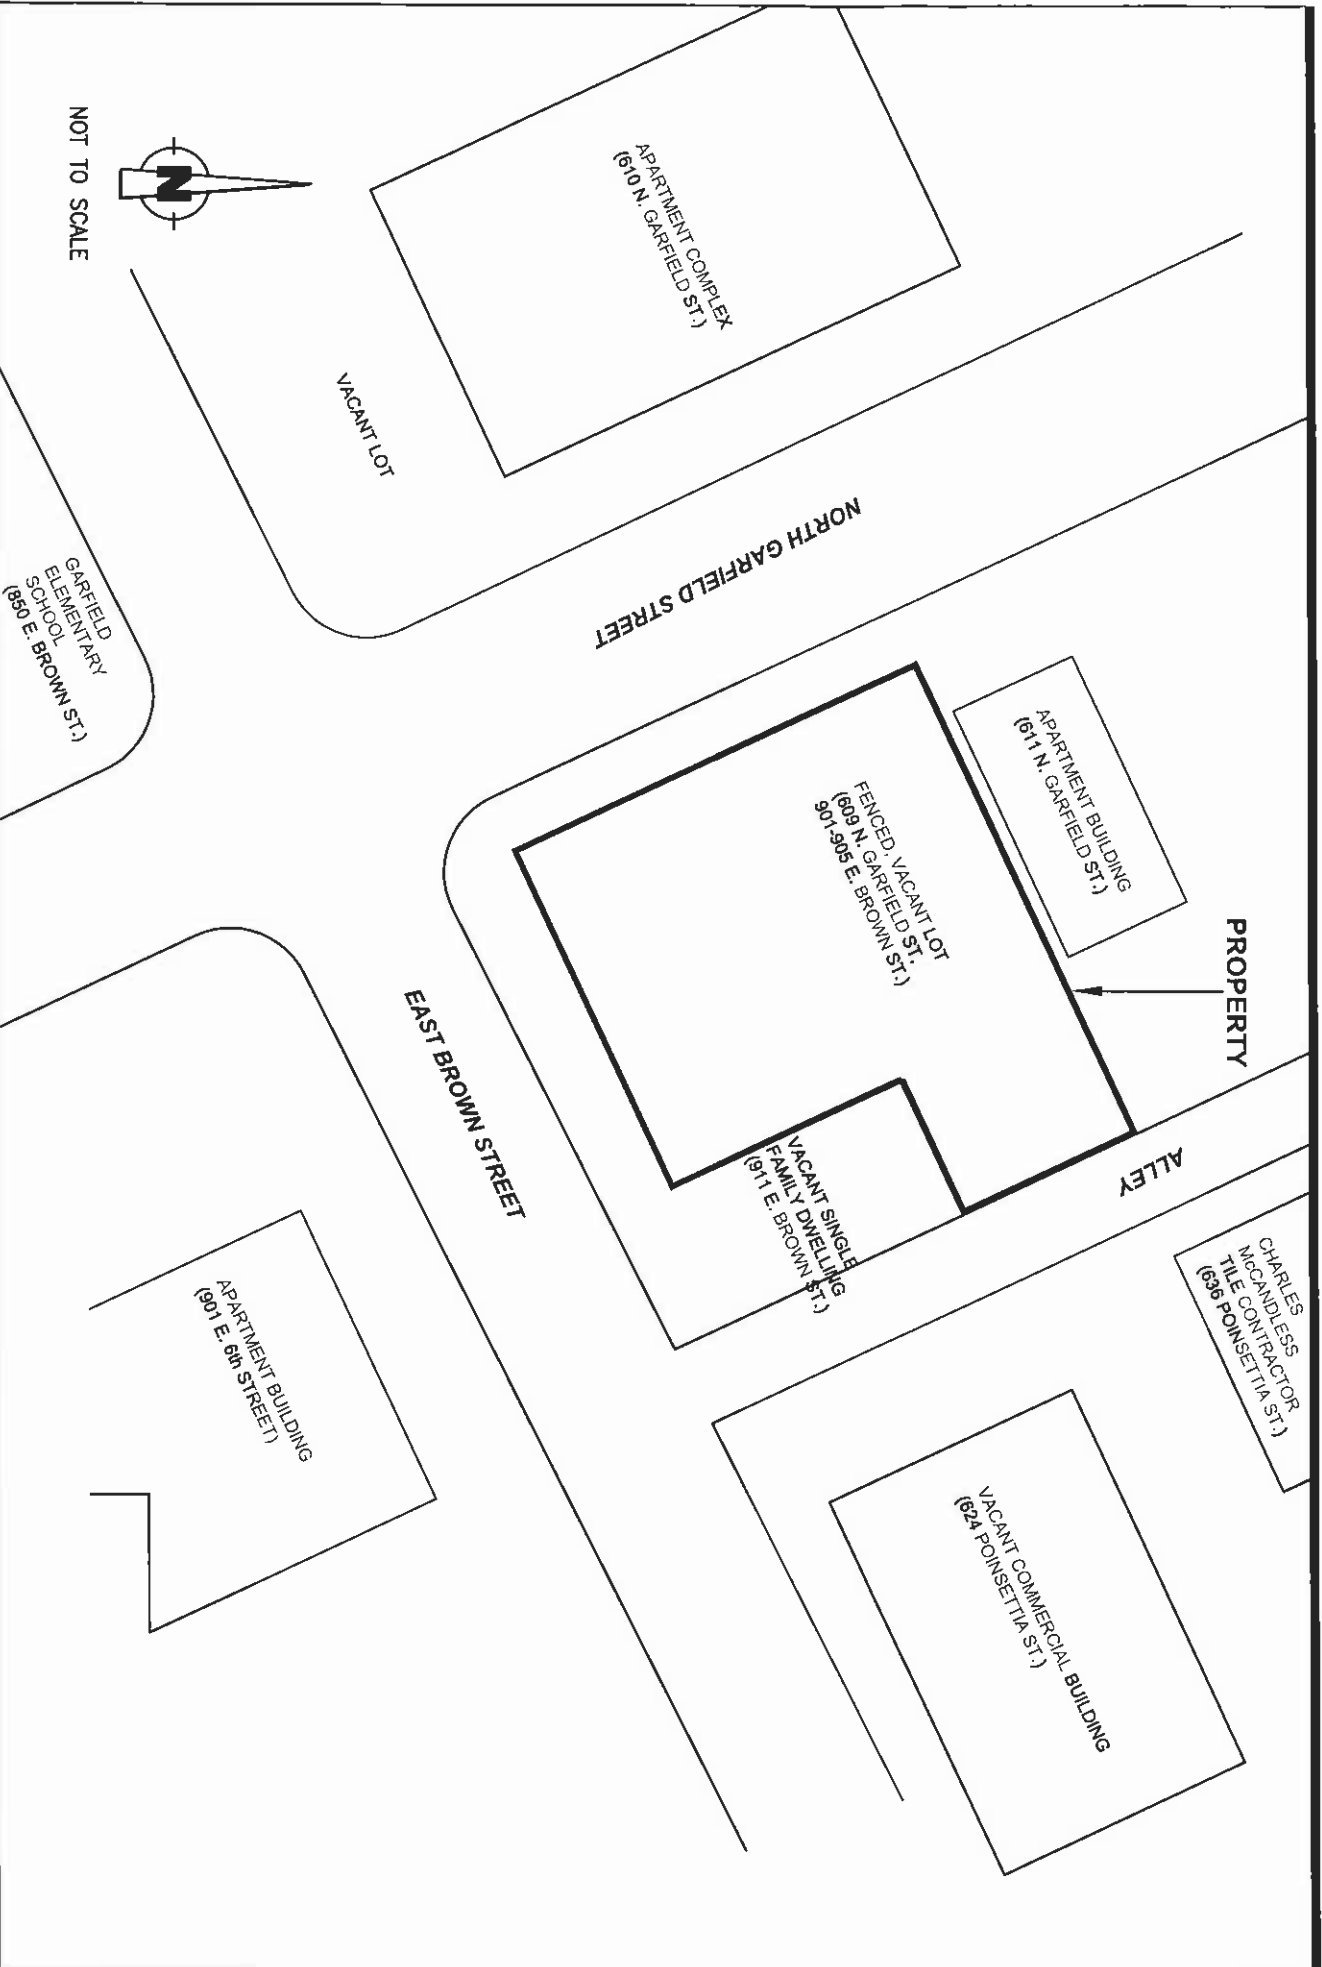 NOT TO SCALE
N
APARTMENT COMPLEX
(610 N. GARFIELD ST.)
VACANT LOT
NORTH GARFIELD STREET
GARFIELD
ELEMENTARY
SCHOOL
(850 E. BROWN ST.)
APARTMENT BUILDING
(611 N. GARFIELD ST.)
PROPERTY
FENCED, VACANT LOT
(609 N. GARFIELD ST.
901-905 E. BROWN ST.)
EAST BROWN STREET
VACANT SINGLE
FAMILY DWELLING
(911 E. BROWN ST.)
ALLEY
CHARLES
McCANDLESS
TILE CONTRACTOR
(636 POINSETTIA ST.)
APARTMENT BUILDING
(901 E. 6th STREET)
VACANT COMMERCIAL BUILDING
(624 POINSETTIA ST.)